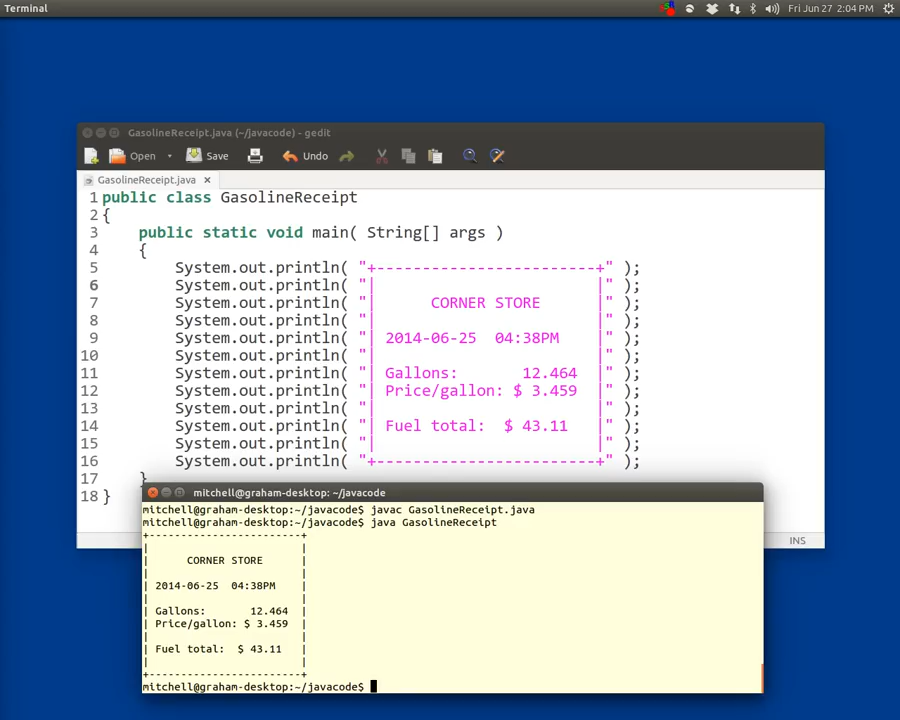 Terminal
Fri Jun 27 2:04 PM
GasolineReceipt.java (~/javacode) - gedit
Open Save Undo
GasolineReceipt.java ×
1 public class GasolineReceipt
2 {
3     public static void main( String[] args )
4     {
5         System.out.println( "+------------------------+" );
6         System.out.println( "|                        |" );
7         System.out.println( "|      CORNER STORE      |" );
8         System.out.println( "|                        |" );
9         System.out.println( "| 2014-06-25  04:38PM    |" );
10         System.out.println( "|                        |" );
11         System.out.println( "| Gallons:       12.464  |" );
12         System.out.println( "| Price/gallon: $ 3.459  |" );
13         System.out.println( "|                        |" );
14         System.out.println( "| Fuel total:  $ 43.11   |" );
15         System.out.println( "|                        |" );
16         System.out.println( "+------------------------+" );
17     }
18 }
INS
mitchell@graham-desktop: ~/javacode
mitchell@graham-desktop:~/javacode$ javac GasolineReceipt.java
mitchell@graham-desktop:~/javacode$ java GasolineReceipt
+------------------------+
|                        |
|      CORNER STORE      |
|                        |
| 2014-06-25  04:38PM    |
|                        |
| Gallons:       12.464  |
| Price/gallon: $ 3.459  |
|                        |
| Fuel total:  $ 43.11   |
|                        |
+------------------------+
mitchell@graham-desktop:~/javacode$